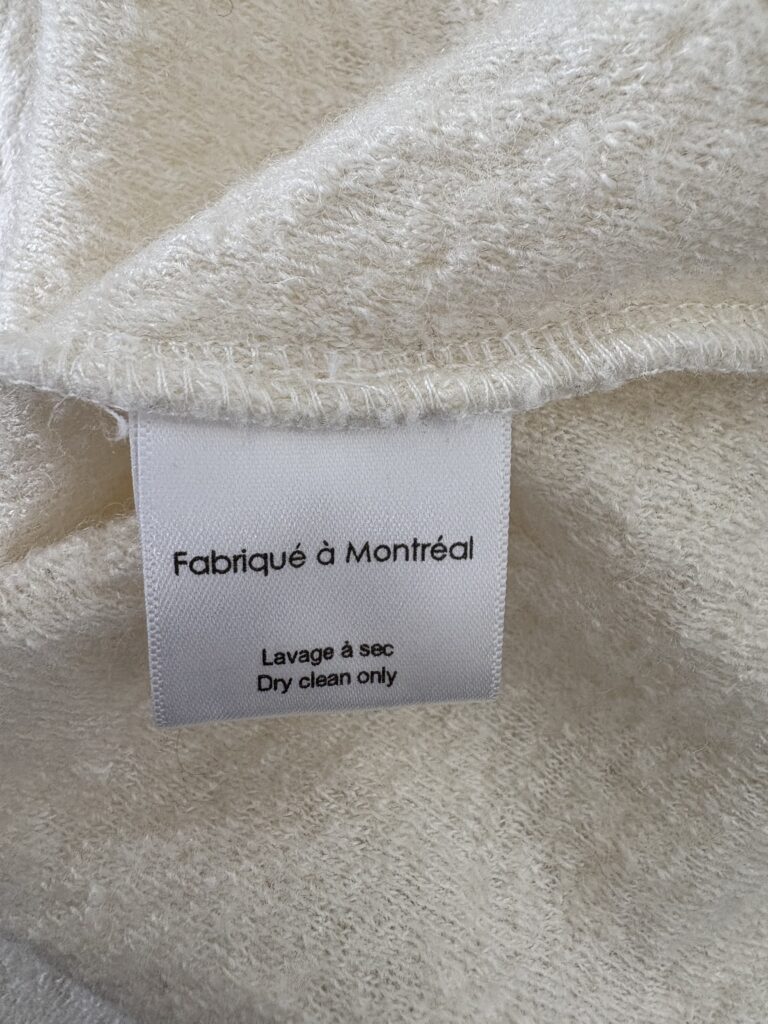 Fabriqué à Montréal
Lavage à sec
Dry clean only